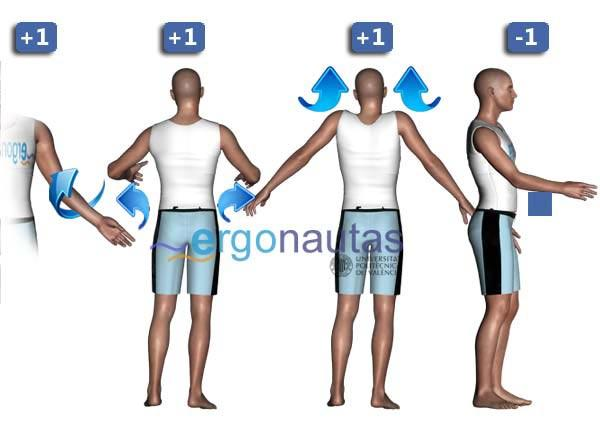 +1
+1
+1
-1
ergonautas
UNIVERSITAT
POLITÈCNICA
DE VALÈNCIA